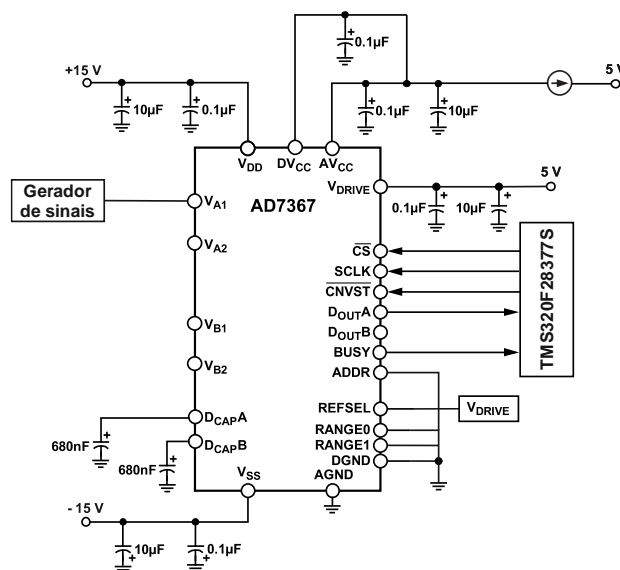 0.1µF
+15 V
5 V
10µF
0.1µF
0.1µF
10µF
VDD
DVCC
AVCC
5 V
VDRIVE
Gerador
de sinais
VA1
AD7367
0.1µF
10µF
VA2
CS
SCLK
CNVST
DOUTA
VB1
DOUTB
BUSY
TMS320F28377S
VB2
ADDR
REFSEL
VDRIVE
DCAPA
RANGE0
680nF
DCAPB
RANGE1
680nF
DGND
VSS
AGND
- 15 V
10µF
0.1µF